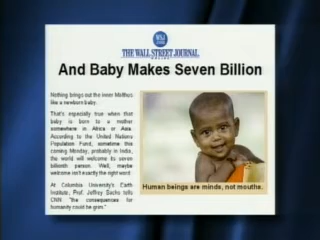 WSJ
THE WALL STREET JOURNAL
And Baby Makes Seven Billion
Nothing brings out the inner Malthus
like a newborn baby.
That's especially true when that
baby is born to a mother
somewhere in Africa or Asia.
According to the United Nations
Population Fund, sometime this
coming Monday, probably in India,
the world will welcome its seven
billionth person. Well, maybe
welcome isn't exactly the right word.
At Columbia University's Earth
Institute, Prof. Jeffrey Sachs tells
CNN "the consequences for
humanity could be grim."
Human beings are minds, not mouths.